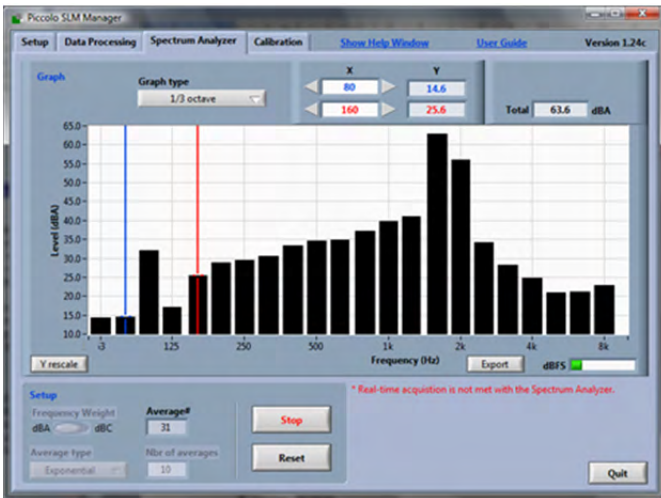 Piccolo SLM Manager
Setup Data Processing Spectrum Analyzer Calibration Show Help Window User Guide Version 1.24c
Graph
Graph type
1/3 octave
X Y
80 14.6
160 25.6
Total 63.6 dBA
65.0
60.0
55.0
50.0
45.0
40.0
35.0
30.0
25.0
20.0
15.0
10.0
Level (dBA)
125 250 500 1k 2k 4k 8k
Frequency (Hz)
Y rescale
Export
dBFS
Setup
Frequency Weight
dBA dBC
Average#
31
Average type
Exponential
Nbr of averages
10
Stop
Reset
* Real-time acquistion is not met with the Spectrum Analyzer.
Quit